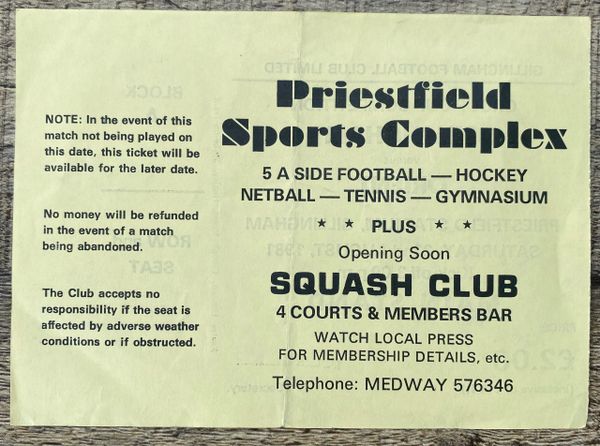 NOTE: In the event of this
match not being played on
this date, this ticket will be
available for the later date.
No money will be refunded
in the event of a match
being abandoned.
The Club accepts no
responsibility if the seat is
affected by adverse weather
conditions or if obstructed.
Priestfield
Sports Complex
5 A SIDE FOOTBALL — HOCKEY
NETBALL — TENNIS — GYMNASIUM
★ ★ PLUS ★ ★
Opening Soon
SQUASH CLUB
4 COURTS & MEMBERS BAR
WATCH LOCAL PRESS
FOR MEMBERSHIP DETAILS, etc.
Telephone: MEDWAY 576346